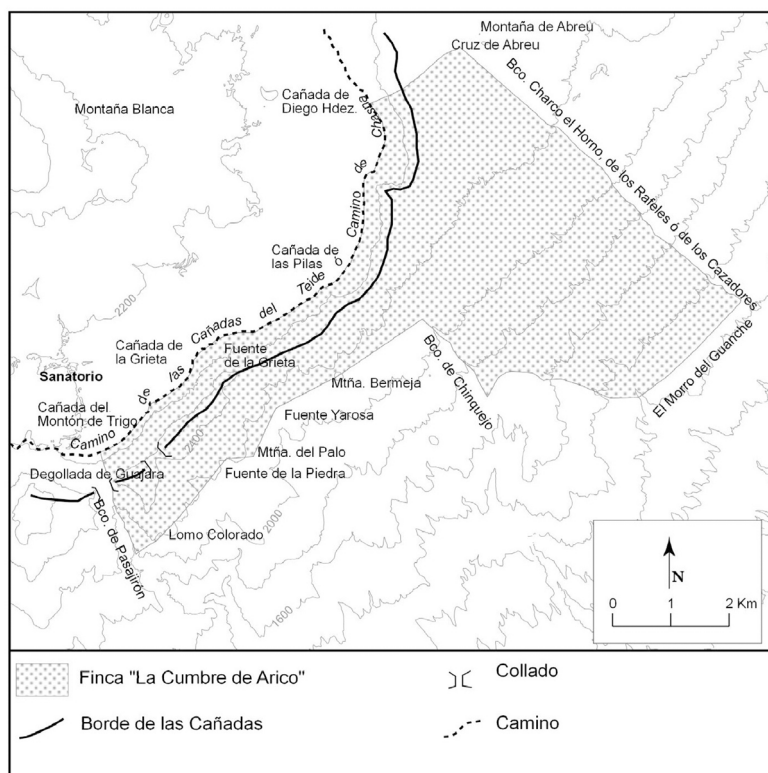 Montaña de Abreu
Cruz de Abreu
Bco. Charco el Horno, de los Rafeles ó de los Cazadores
Cañada de
Diego Hdez.
Montaña Blanca
Camino de Chasna
Cañada de
las Pilas
2200
Camino de las Cañadas del Teide ó
Cañada de
la Grieta
Fuente
de la Grieta
Sanatorio
Mtña. Bermeja
Bco. de Chinquejo
El Morro del Guanche
Cañada del
Montón de Trigo
Fuente Yarosa
2400
Mtña. del Palo
Degollada de Guajara
Fuente de la Piedra
Bco. de Pasajirón
Lomo Colorado
2000
1600
N
0 1 2 Km
Finca "La Cumbre de Arico"
Collado
Borde de las Cañadas
Camino